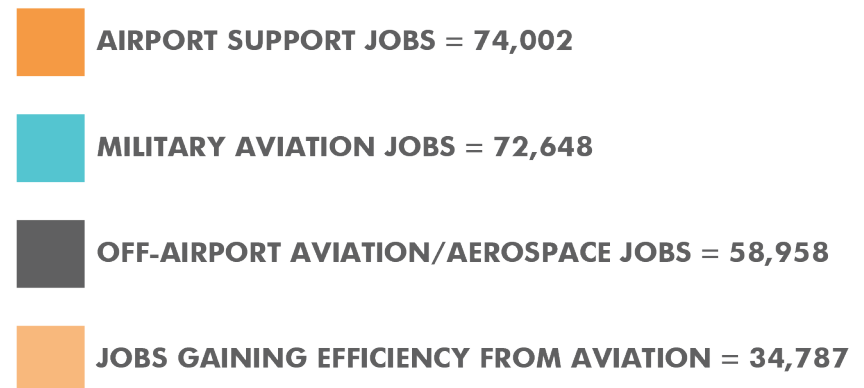 AIRPORT SUPPORT JOBS = 74,002
MILITARY AVIATION JOBS = 72,648
OFF-AIRPORT AVIATION/AEROSPACE JOBS = 58,958
JOBS GAINING EFFICIENCY FROM AVIATION = 34,787